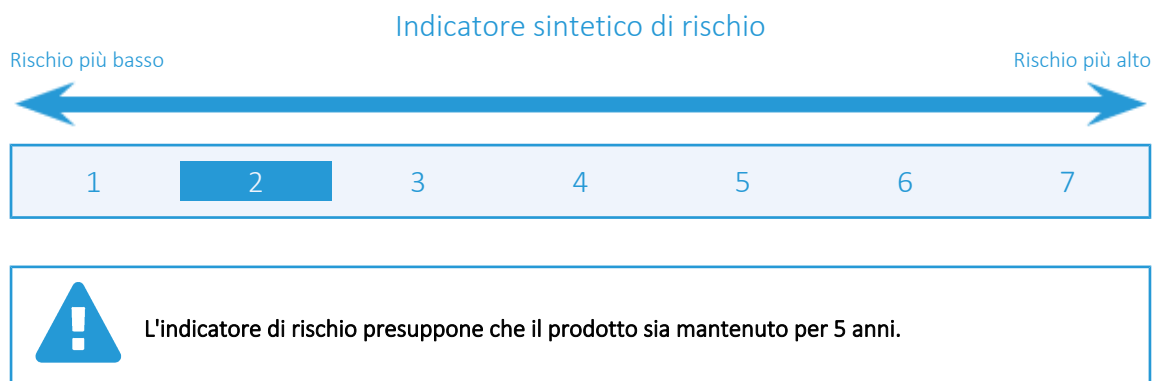 Indicatore sintetico di rischio
Rischio più basso Rischio più alto
1 2 3 4 5 6 7
L'indicatore di rischio presuppone che il prodotto sia mantenuto per 5 anni.